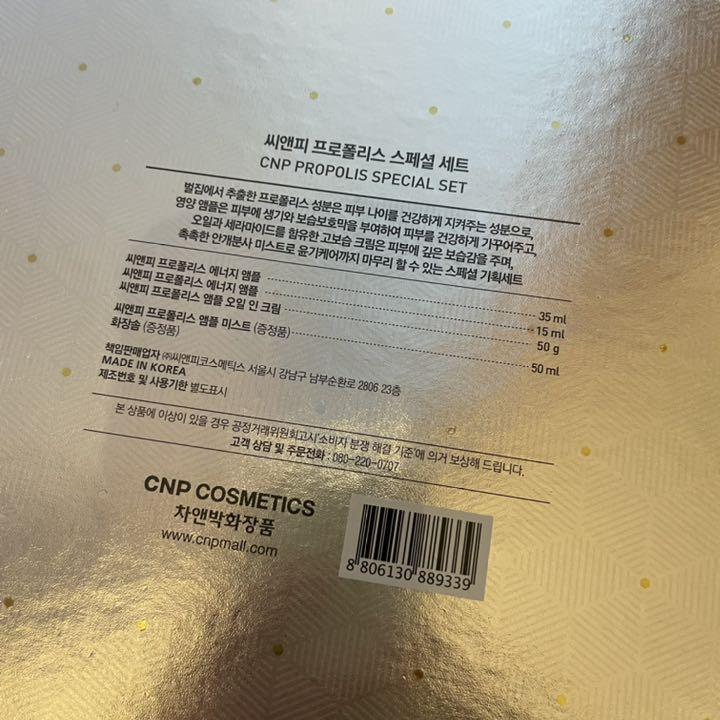 씨앤피 프로폴리스 스페셜 세트
CNP PROPOLIS SPECIAL SET
벌집에서 추출한 프로폴리스 성분은 피부 나이를 건강하게 지켜주는 성분으로,
영양 앰플은 피부에 생기와 보습보호막을 부여하여 피부를 건강하게 가꾸어주고,
오일과 세라마이드를 함유한 고보습 크림은 피부에 깊은 보습감을 주며,
촉촉한 안개분사 미스트로 윤기케어까지 마무리 할 수 있는 스페셜 기획세트
씨앤피 프로폴리스 에너지 앰플 35 ml
씨앤피 프로폴리스 에너지 앰플 15 ml
씨앤피 프로폴리스 앰플 오일 인 크림 50 g
씨앤피 프로폴리스 앰플 미스트 (증정품) 50 ml
화장솜 (증정품)
책임판매업자 ㈜씨앤피코스메틱스 서울시 강남구 남부순환로 2806 23층
MADE IN KOREA
제조번호 및 사용기한 별도표시
본 상품에 이상이 있을 경우 공정거래위원회고시 '소비자 분쟁 해결 기준'에 의거 보상해 드립니다.
고객 상담 및 주문전화 : 080-220-0707
CNP COSMETICS
차앤박화장품
www.cnpmall.com
8 806130 889339